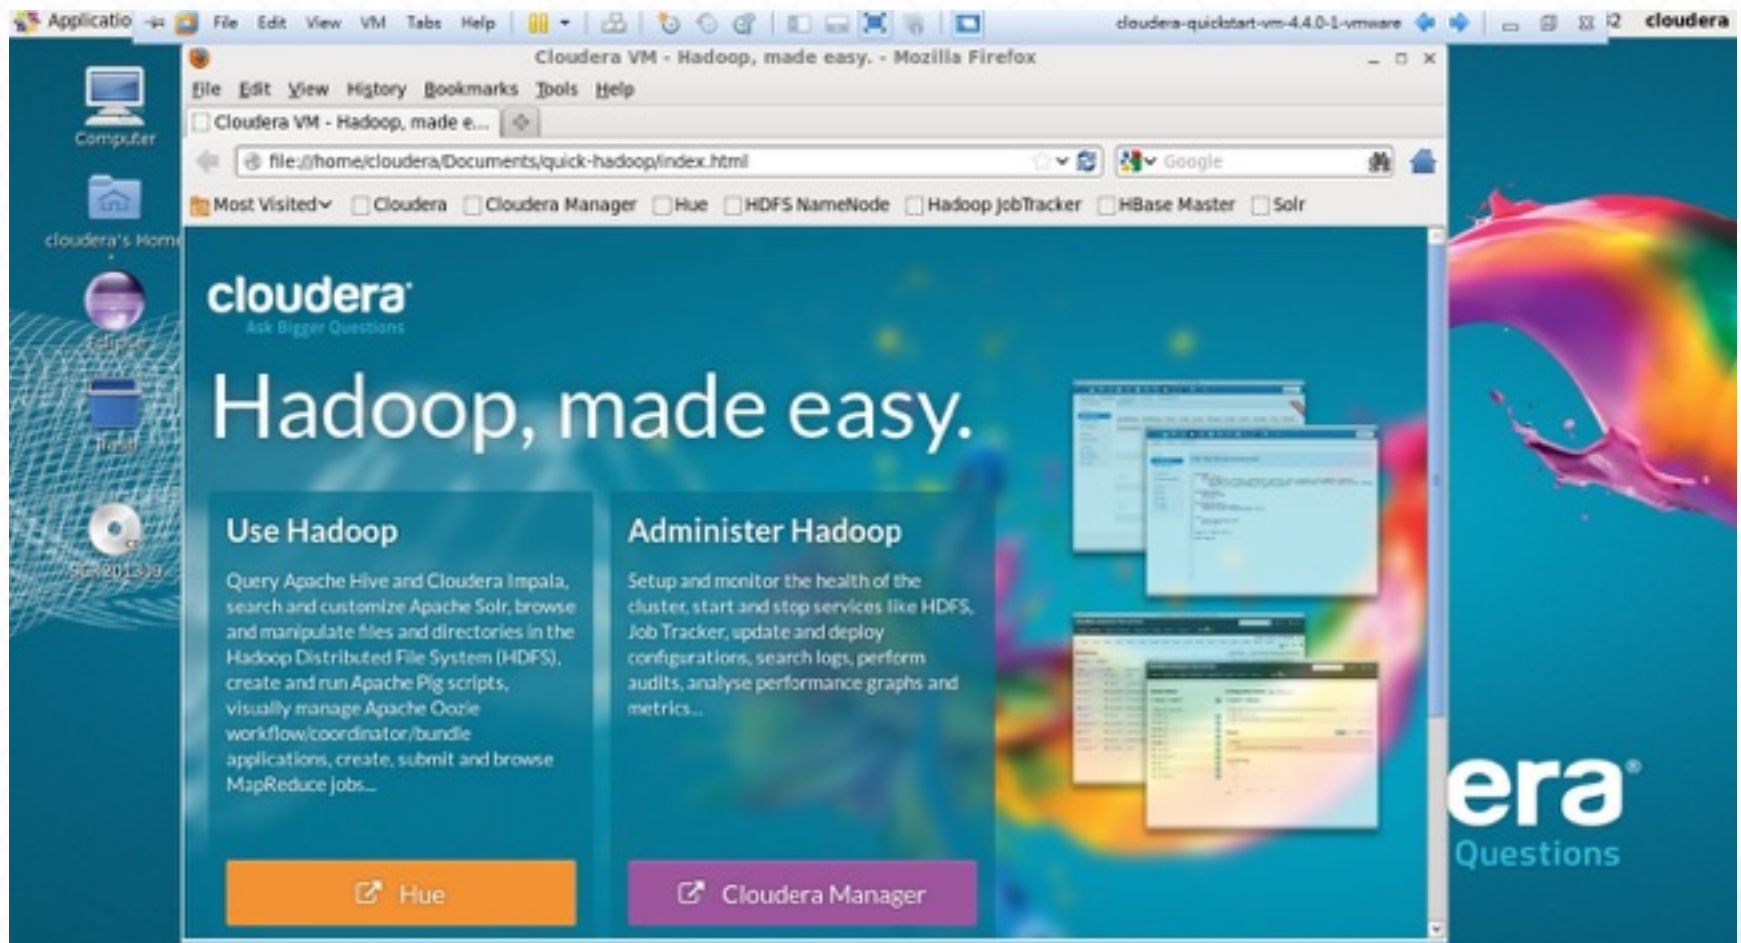 Applicatio
File Edit View VM Tabs Help
cloudera-quickstart-vm-4.4.0-1-vmware
cloudera
Cloudera VM - Hadoop, made easy. - Mozilla Firefox
File Edit View History Bookmarks Tools Help
Cloudera VM - Hadoop, made e...
file:///home/cloudera/Documents/quick-hadoop/index.html
Google
Most Visited Cloudera Cloudera Manager Hue HDFS NameNode Hadoop JobTracker HBase Master Solr
Computer
cloudera's Home
Eclipse
Trash
cloudera
Ask Bigger Questions
Hadoop, made easy.
Use Hadoop
Query Apache Hive and Cloudera Impala,
search and customize Apache Solr, browse
and manipulate files and directories in the
Hadoop Distributed File System (HDFS),
create and run Apache Pig scripts,
visually manage Apache Oozie
workflow/coordinator/bundle
applications, create, submit and browse
MapReduce jobs...
Hue
Administer Hadoop
Setup and monitor the health of the
cluster, start and stop services like HDFS,
Job Tracker, update and deploy
configurations, search logs, perform
audits, analyse performance graphs and
metrics...
Cloudera Manager
era®
Questions